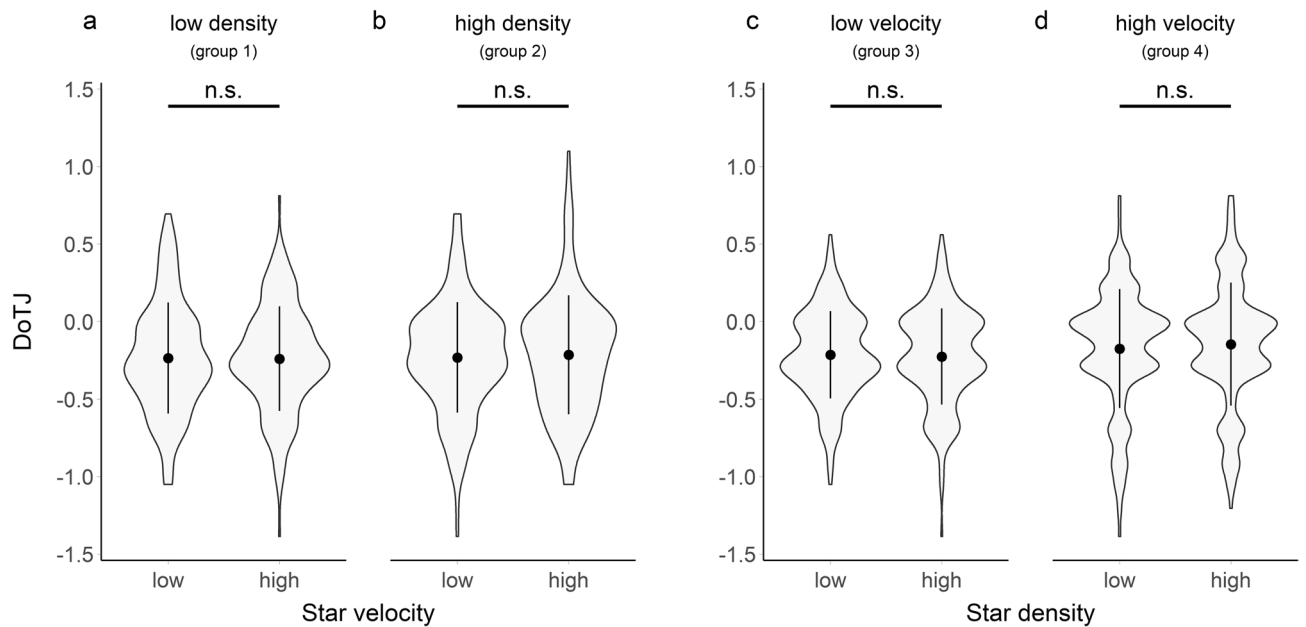 a low density b high density c low velocity d high velocity
(group 1) (group 2) (group 3) (group 4)
1.5 n.s. n.s. 1.5 n.s. n.s.
1.0 1.0
0.5 0.5
0.0 0.0
DoTJ
-0.5 -0.5
-1.0 -1.0
-1.5 -1.5
low high low high low high low high
Star velocity Star density